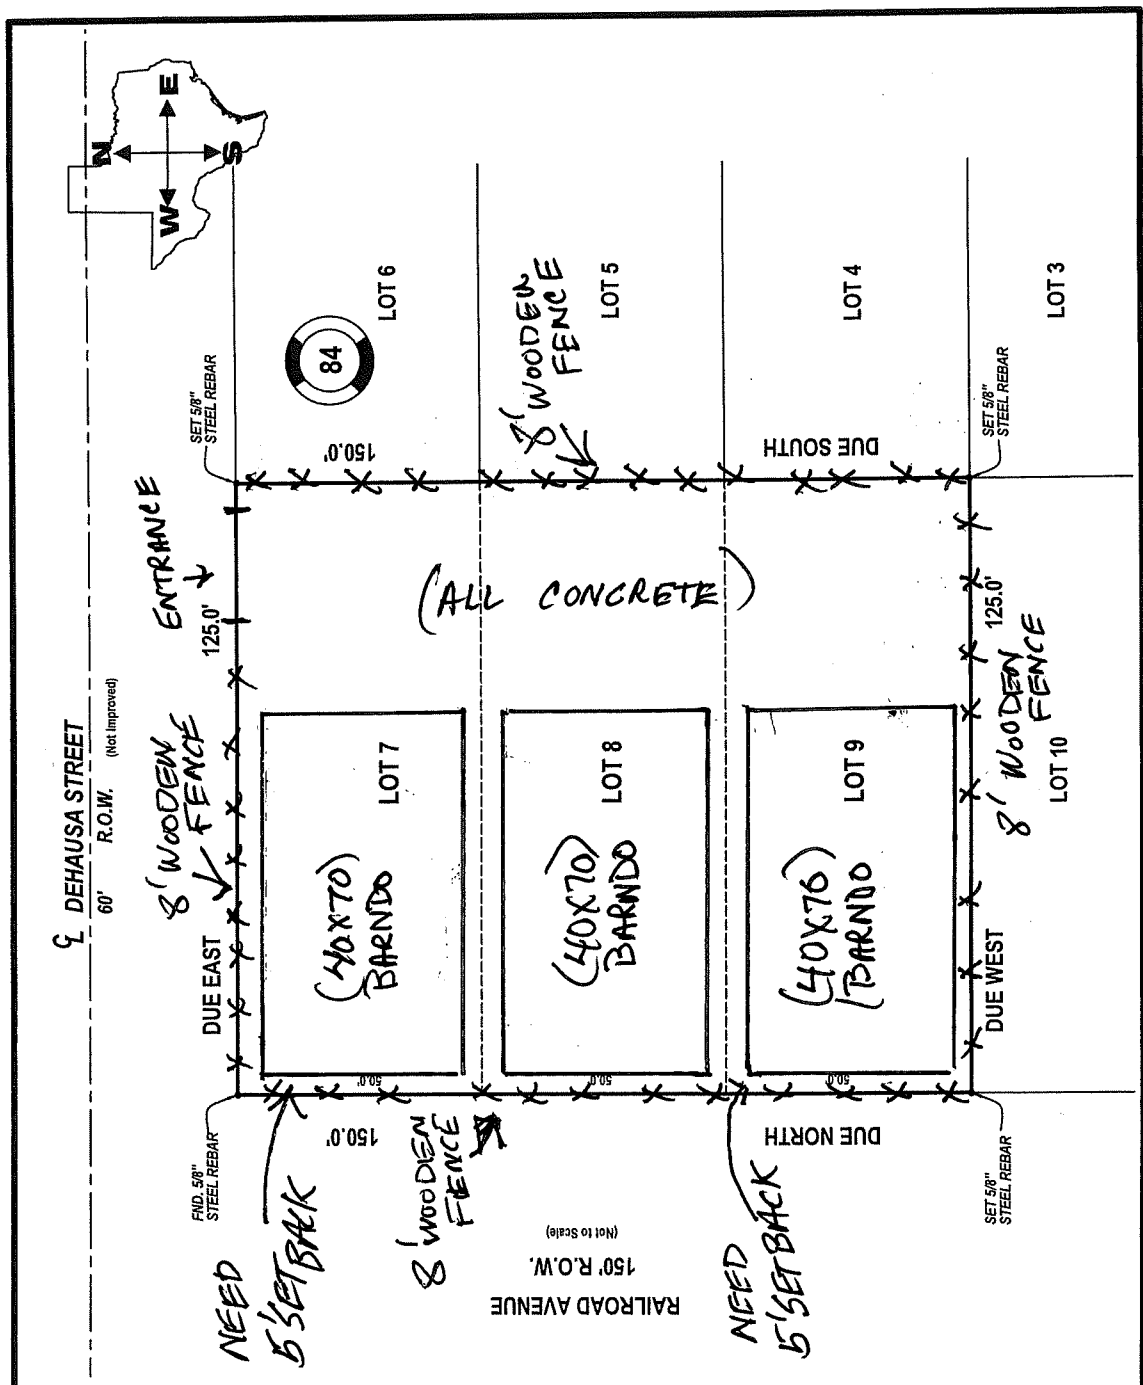 ℄ DEHAUSA STREET
60' R.O.W. (Not Improved)
N
W E
S
8' WOODEN
FENCE
ENTRANCE
DUE EAST
125.0'
FND. 5/8"
STEEL REBAR
SET 5/8"
STEEL REBAR
NEED
5' SETBACK
150.0'
50.0'
(40X70)
BARNDO
LOT 7
150.0'
84
LOT 6
8' WOODEN
FENCE
(ALL CONCRETE)
8' WOODEN
FENCE
RAILROAD AVENUE
150' R.O.W.
(Not to Scale)
50.0'
(40X70)
BARNDO
LOT 8
LOT 5
NEED
5' SETBACK
DUE NORTH
50.0'
(40X70)
BARNDO
LOT 9
DUE SOUTH
LOT 4
SET 5/8"
STEEL REBAR
DUE WEST
125.0'
SET 5/8"
STEEL REBAR
8' WOODEN
FENCE
LOT 10
LOT 3